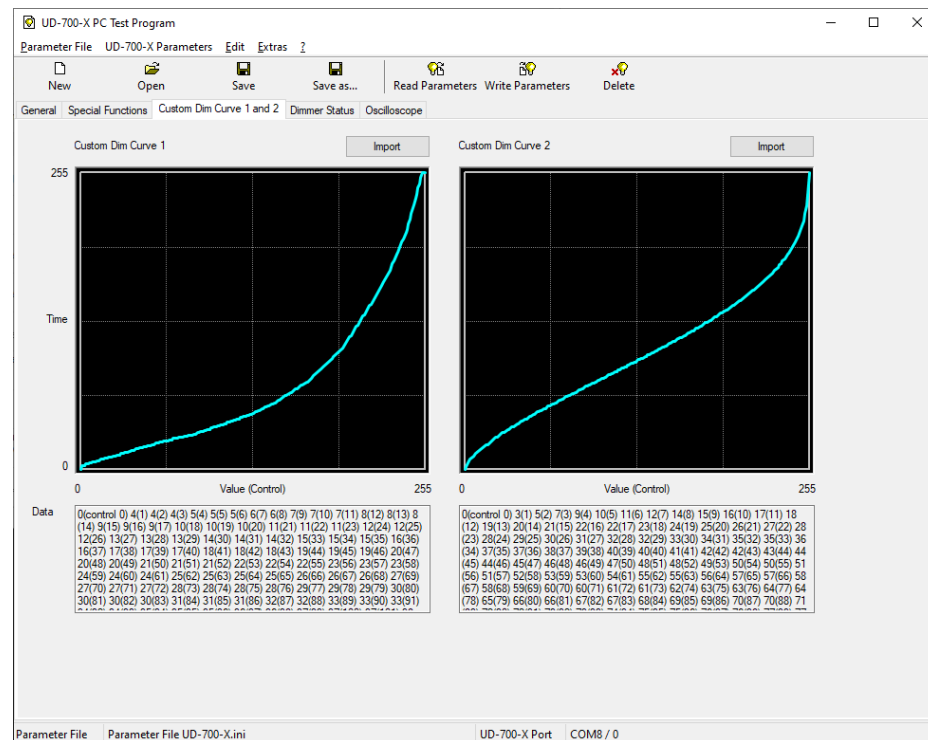 UD-700-X PC Test Program
Parameter File UD-700-X Parameters Edit Extras ?
New Open Save Save as... Read Parameters Write Parameters Delete
General Special Functions Custom Dim Curve 1 and 2 Dimmer Status Oscilloscope
Custom Dim Curve 1 Import Custom Dim Curve 2 Import
255
Time
0
0 Value (Control) 255 0 Value (Control) 255
Data
0(control 0) 4(1) 4(2) 4(3) 5(4) 5(5) 5(6) 6(7) 6(8) 7(9) 7(10) 7(11) 8(12) 8(13) 8
(14) 9(15) 9(16) 9(17) 10(18) 10(19) 10(20) 11(21) 11(22) 11(23) 12(24) 12(25)
12(26) 13(27) 13(28) 13(29) 14(30) 14(31) 14(32) 15(33) 15(34) 15(35) 16(36)
16(37) 17(38) 17(39) 17(40) 18(41) 18(42) 18(43) 19(44) 19(45) 19(46) 20(47)
20(48) 20(49) 21(50) 21(51) 21(52) 22(53) 22(54) 22(55) 23(56) 23(57) 23(58)
24(59) 24(60) 24(61) 25(62) 25(63) 25(64) 25(65) 26(66) 26(67) 26(68) 27(69)
27(70) 27(71) 27(72) 28(73) 28(74) 28(75) 28(76) 29(77) 29(78) 29(79) 30(80)
30(81) 30(82) 30(83) 31(84) 31(85) 31(86) 32(87) 32(88) 33(89) 33(90) 33(91)
0(control 0) 3(1) 5(2) 7(3) 9(4) 10(5) 11(6) 12(7) 14(8) 15(9) 16(10) 17(11) 18
(12) 19(13) 20(14) 21(15) 22(16) 22(17) 23(18) 24(19) 25(20) 26(21) 27(22) 28
(23) 28(24) 29(25) 30(26) 31(27) 32(28) 32(29) 33(30) 34(31) 35(32) 35(33) 36
(34) 37(35) 37(36) 38(37) 39(38) 40(39) 40(40) 41(41) 42(42) 42(43) 43(44) 44
(45) 44(46) 45(47) 46(48) 46(49) 47(50) 48(51) 48(52) 49(53) 50(54) 50(55) 51
(56) 51(57) 52(58) 53(59) 53(60) 54(61) 55(62) 55(63) 56(64) 57(65) 57(66) 58
(67) 58(68) 59(69) 60(70) 60(71) 61(72) 62(73) 62(74) 63(75) 63(76) 64(77) 64
(78) 65(79) 66(80) 66(81) 67(82) 67(83) 68(84) 69(85) 69(86) 70(87) 70(88) 71
Parameter File Parameter File UD-700-X.ini UD-700-X Port COM8 / 0